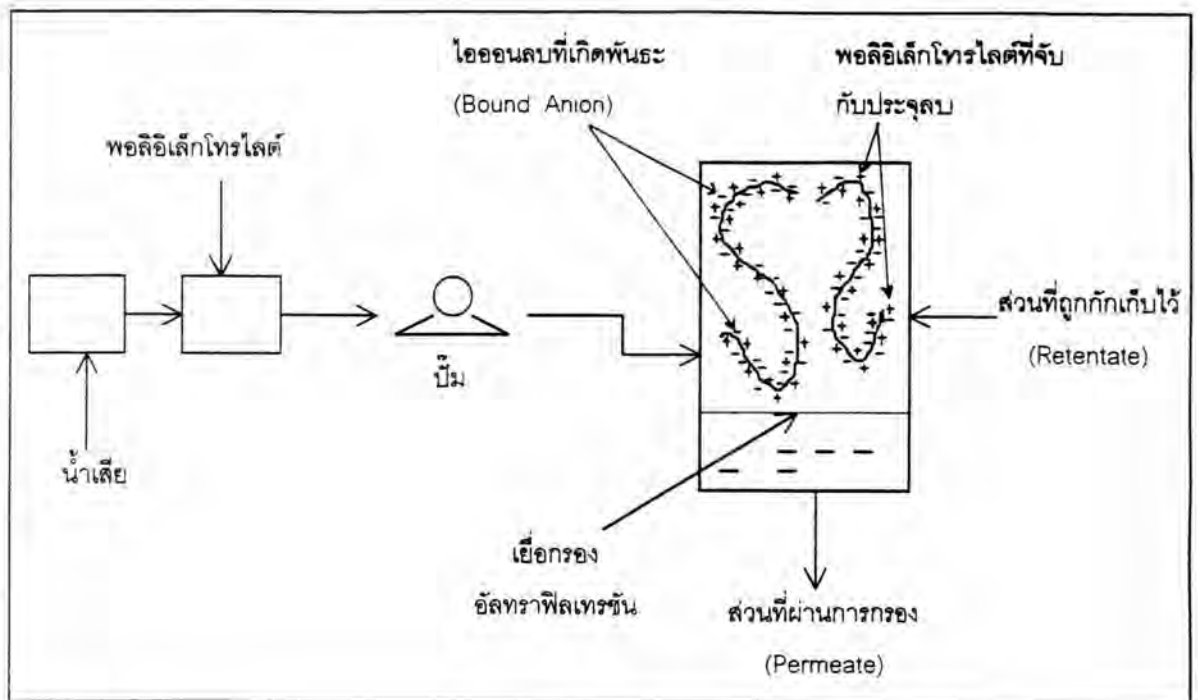 ไอออนลบที่เกิดพันธะ
(Bound Anion)
พอลิอิเล็กโทรไลต์ที่จับ
กับประจุลบ
พอลิอิเล็กโทรไลต์
ส่วนที่ถูกกักเก็บไว้
(Retentate)
ปั๊ม
น้ำเสีย
เยื่อกรอง
อัลทราฟิลเทรชัน
ส่วนที่ผ่านการกรอง
(Permeate)